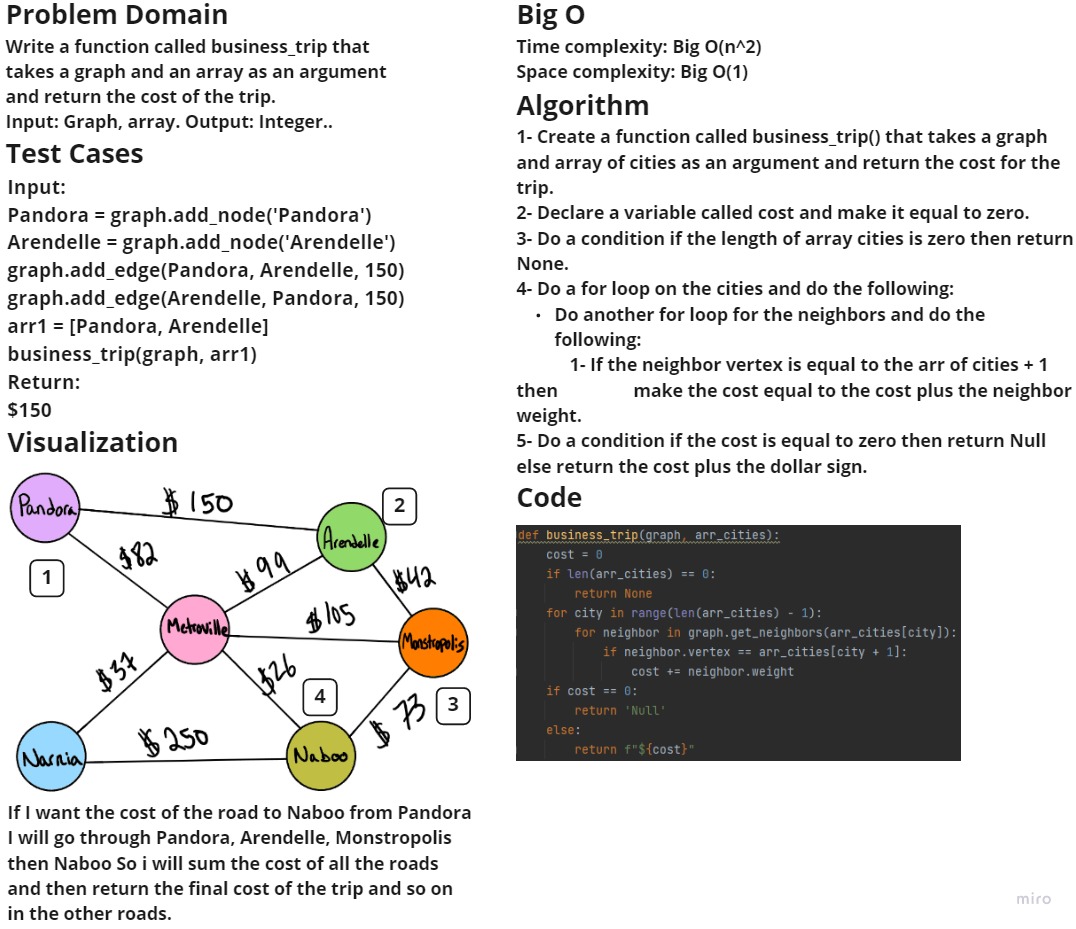 Problem Domain
Write a function called business_trip that
takes a graph and an array as an argument
and return the cost of the trip.
Input: Graph, array. Output: Integer..
Test Cases
Input:
Pandora = graph.add_node('Pandora')
Arendelle = graph.add_node('Arendelle')
graph.add_edge(Pandora, Arendelle, 150)
graph.add_edge(Arendelle, Pandora, 150)
arr1 = [Pandora, Arendelle]
business_trip(graph, arr1)
Return:
$150
Visualization
Pandora
$ 150
2
Arendelle
$82
$99
$42
1
Metroville
$105
Monstropolis
$37
$26
4
3
$ 73
Narnia
$ 250
Naboo
If I want the cost of the road to Naboo from Pandora
I will go through Pandora, Arendelle, Monstropolis
then Naboo So i will sum the cost of all the roads
and then return the final cost of the trip and so on
in the other roads.
Big O
Time complexity: Big O(n^2)
Space complexity: Big O(1)
Algorithm
1- Create a function called business_trip() that takes a graph
and array of cities as an argument and return the cost for the
trip.
2- Declare a variable called cost and make it equal to zero.
3- Do a condition if the length of array cities is zero then return
None.
4- Do a for loop on the cities and do the following:
• Do another for loop for the neighbors and do the
following:
1- If the neighbor vertex is equal to the arr of cities + 1
then make the cost equal to the cost plus the neighbor
weight.
5- Do a condition if the cost is equal to zero then return Null
else return the cost plus the dollar sign.
Code
def business_trip(graph, arr_cities):
cost = 0
if len(arr_cities) == 0:
return None
for city in range(len(arr_cities) - 1):
for neighbor in graph.get_neighbors(arr_cities[city]):
if neighbor.vertex == arr_cities[city + 1]:
cost += neighbor.weight
if cost == 0:
return 'Null'
else:
return f"${cost}"
miro